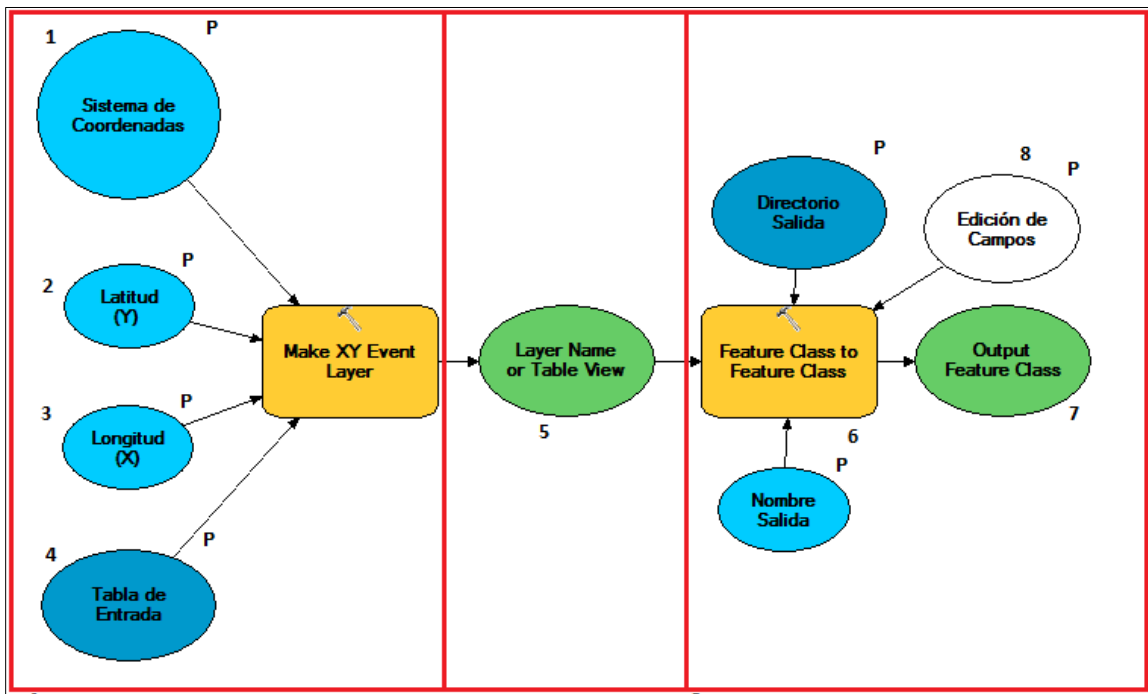 1
P
Sistema de
Coordenadas
2
P
Latitud
(Y)
3
P
Longitud
(X)
4
P
Tabla de
Entrada
Make XY Event
Layer
Layer Name
or Table View
5
P
Directorio
Salida
8
P
Edición de
Campos
Feature Class to
Feature Class
6
Output
Feature Class
7
P
Nombre
Salida